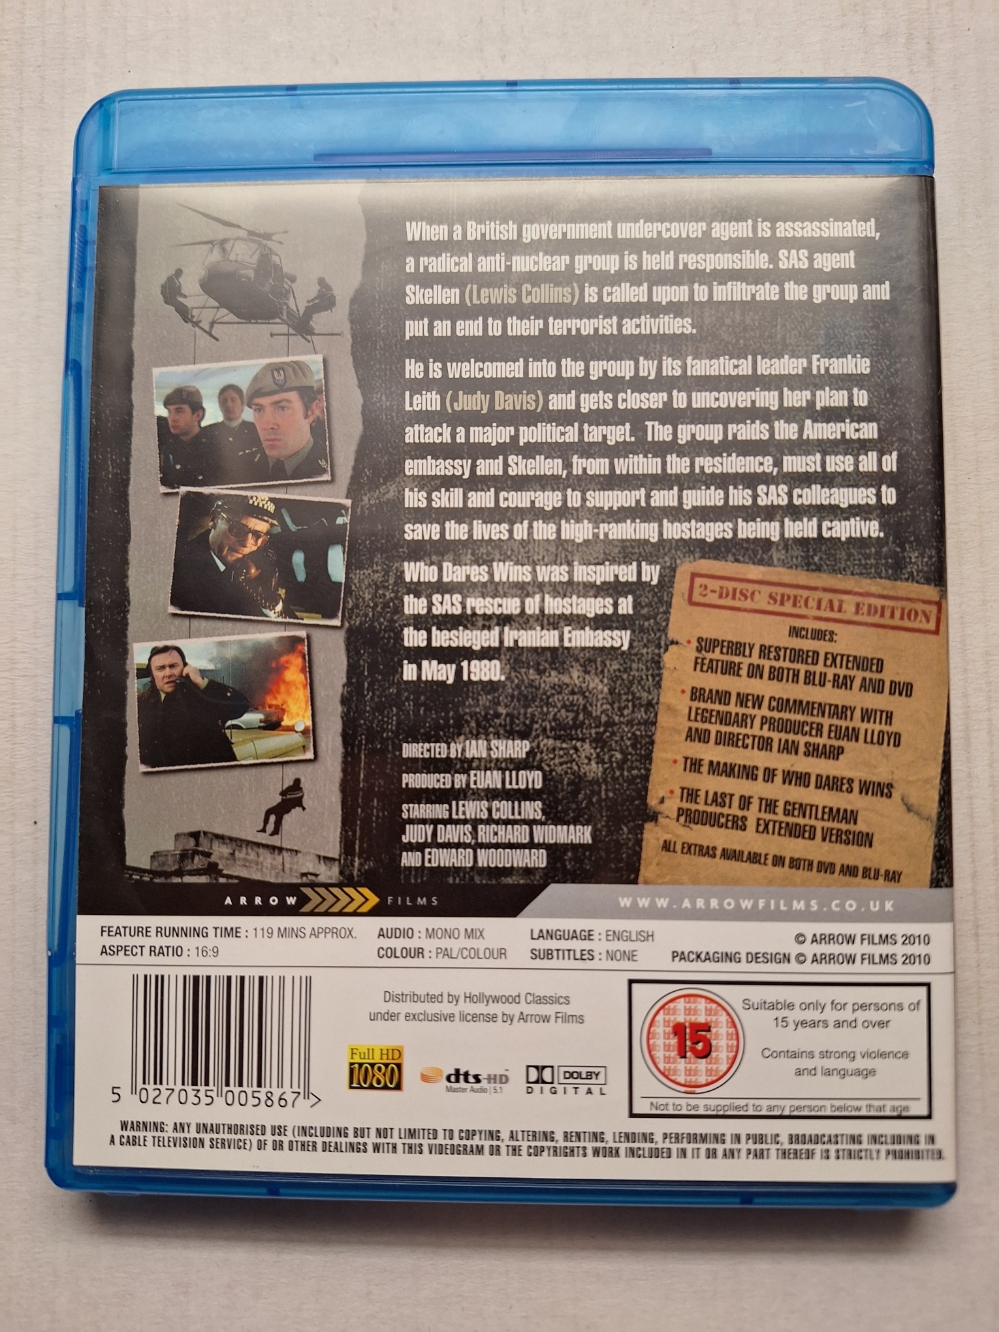 When a British government undercover agent is assassinated,
a radical anti-nuclear group is held responsible. SAS agent
Skellen (Lewis Collins) is called upon to infiltrate the group and
put an end to their terrorist activities.
He is welcomed into the group by its fanatical leader Frankie
Leith (Judy Davis) and gets closer to uncovering her plan to
attack a major political target. The group raids the American
embassy and Skellen, from within the residence, must use all of
his skill and courage to support and guide his SAS colleagues to
save the lives of the high-ranking hostages being held captive.
Who Dares Wins was inspired by
the SAS rescue of hostages at
the besieged Iranian Embassy
in May 1980.
2-DISC SPECIAL EDITION
INCLUDES:
• SUPERBLY RESTORED EXTENDED
FEATURE ON BOTH BLU-RAY AND DVD
• BRAND NEW COMMENTARY WITH
LEGENDARY PRODUCER EUAN LLOYD
AND DIRECTOR IAN SHARP
• THE MAKING OF WHO DARES WINS
• THE LAST OF THE GENTLEMAN
PRODUCERS EXTENDED VERSION
ALL EXTRAS AVAILABLE ON BOTH DVD AND BLU-RAY
DIRECTED BY IAN SHARP
PRODUCED BY EUAN LLOYD
STARRING LEWIS COLLINS,
JUDY DAVIS, RICHARD WIDMARK
AND EDWARD WOODWARD
ARROW FILMS
WWW.ARROWFILMS.CO.UK
FEATURE RUNNING TIME : 119 MINS APPROX.
ASPECT RATIO : 16:9
AUDIO : MONO MIX
COLOUR : PAL/COLOUR
LANGUAGE : ENGLISH
SUBTITLES : NONE
© ARROW FILMS 2010
PACKAGING DESIGN © ARROW FILMS 2010
5 027035 005867 >
Distributed by Hollywood Classics
under exclusive license by Arrow Films
Full HD
1080
dts-HD
Master Audio | 5.1
DOLBY
DIGITAL
15
Suitable only for persons of
15 years and over
Contains strong violence
and language
Not to be supplied to any person below that age
WARNING: ANY UNAUTHORISED USE (INCLUDING BUT NOT LIMITED TO COPYING, ALTERING, RENTING, LENDING, PERFORMING IN PUBLIC, BROADCASTING INCLUDING IN
A CABLE TELEVISION SERVICE) OF OR OTHER DEALINGS WITH THIS VIDEOGRAM OR THE COPYRIGHTS WORK INCLUDED IN IT OR ANY PART THEREOF IS STRICTLY PROHIBITED.